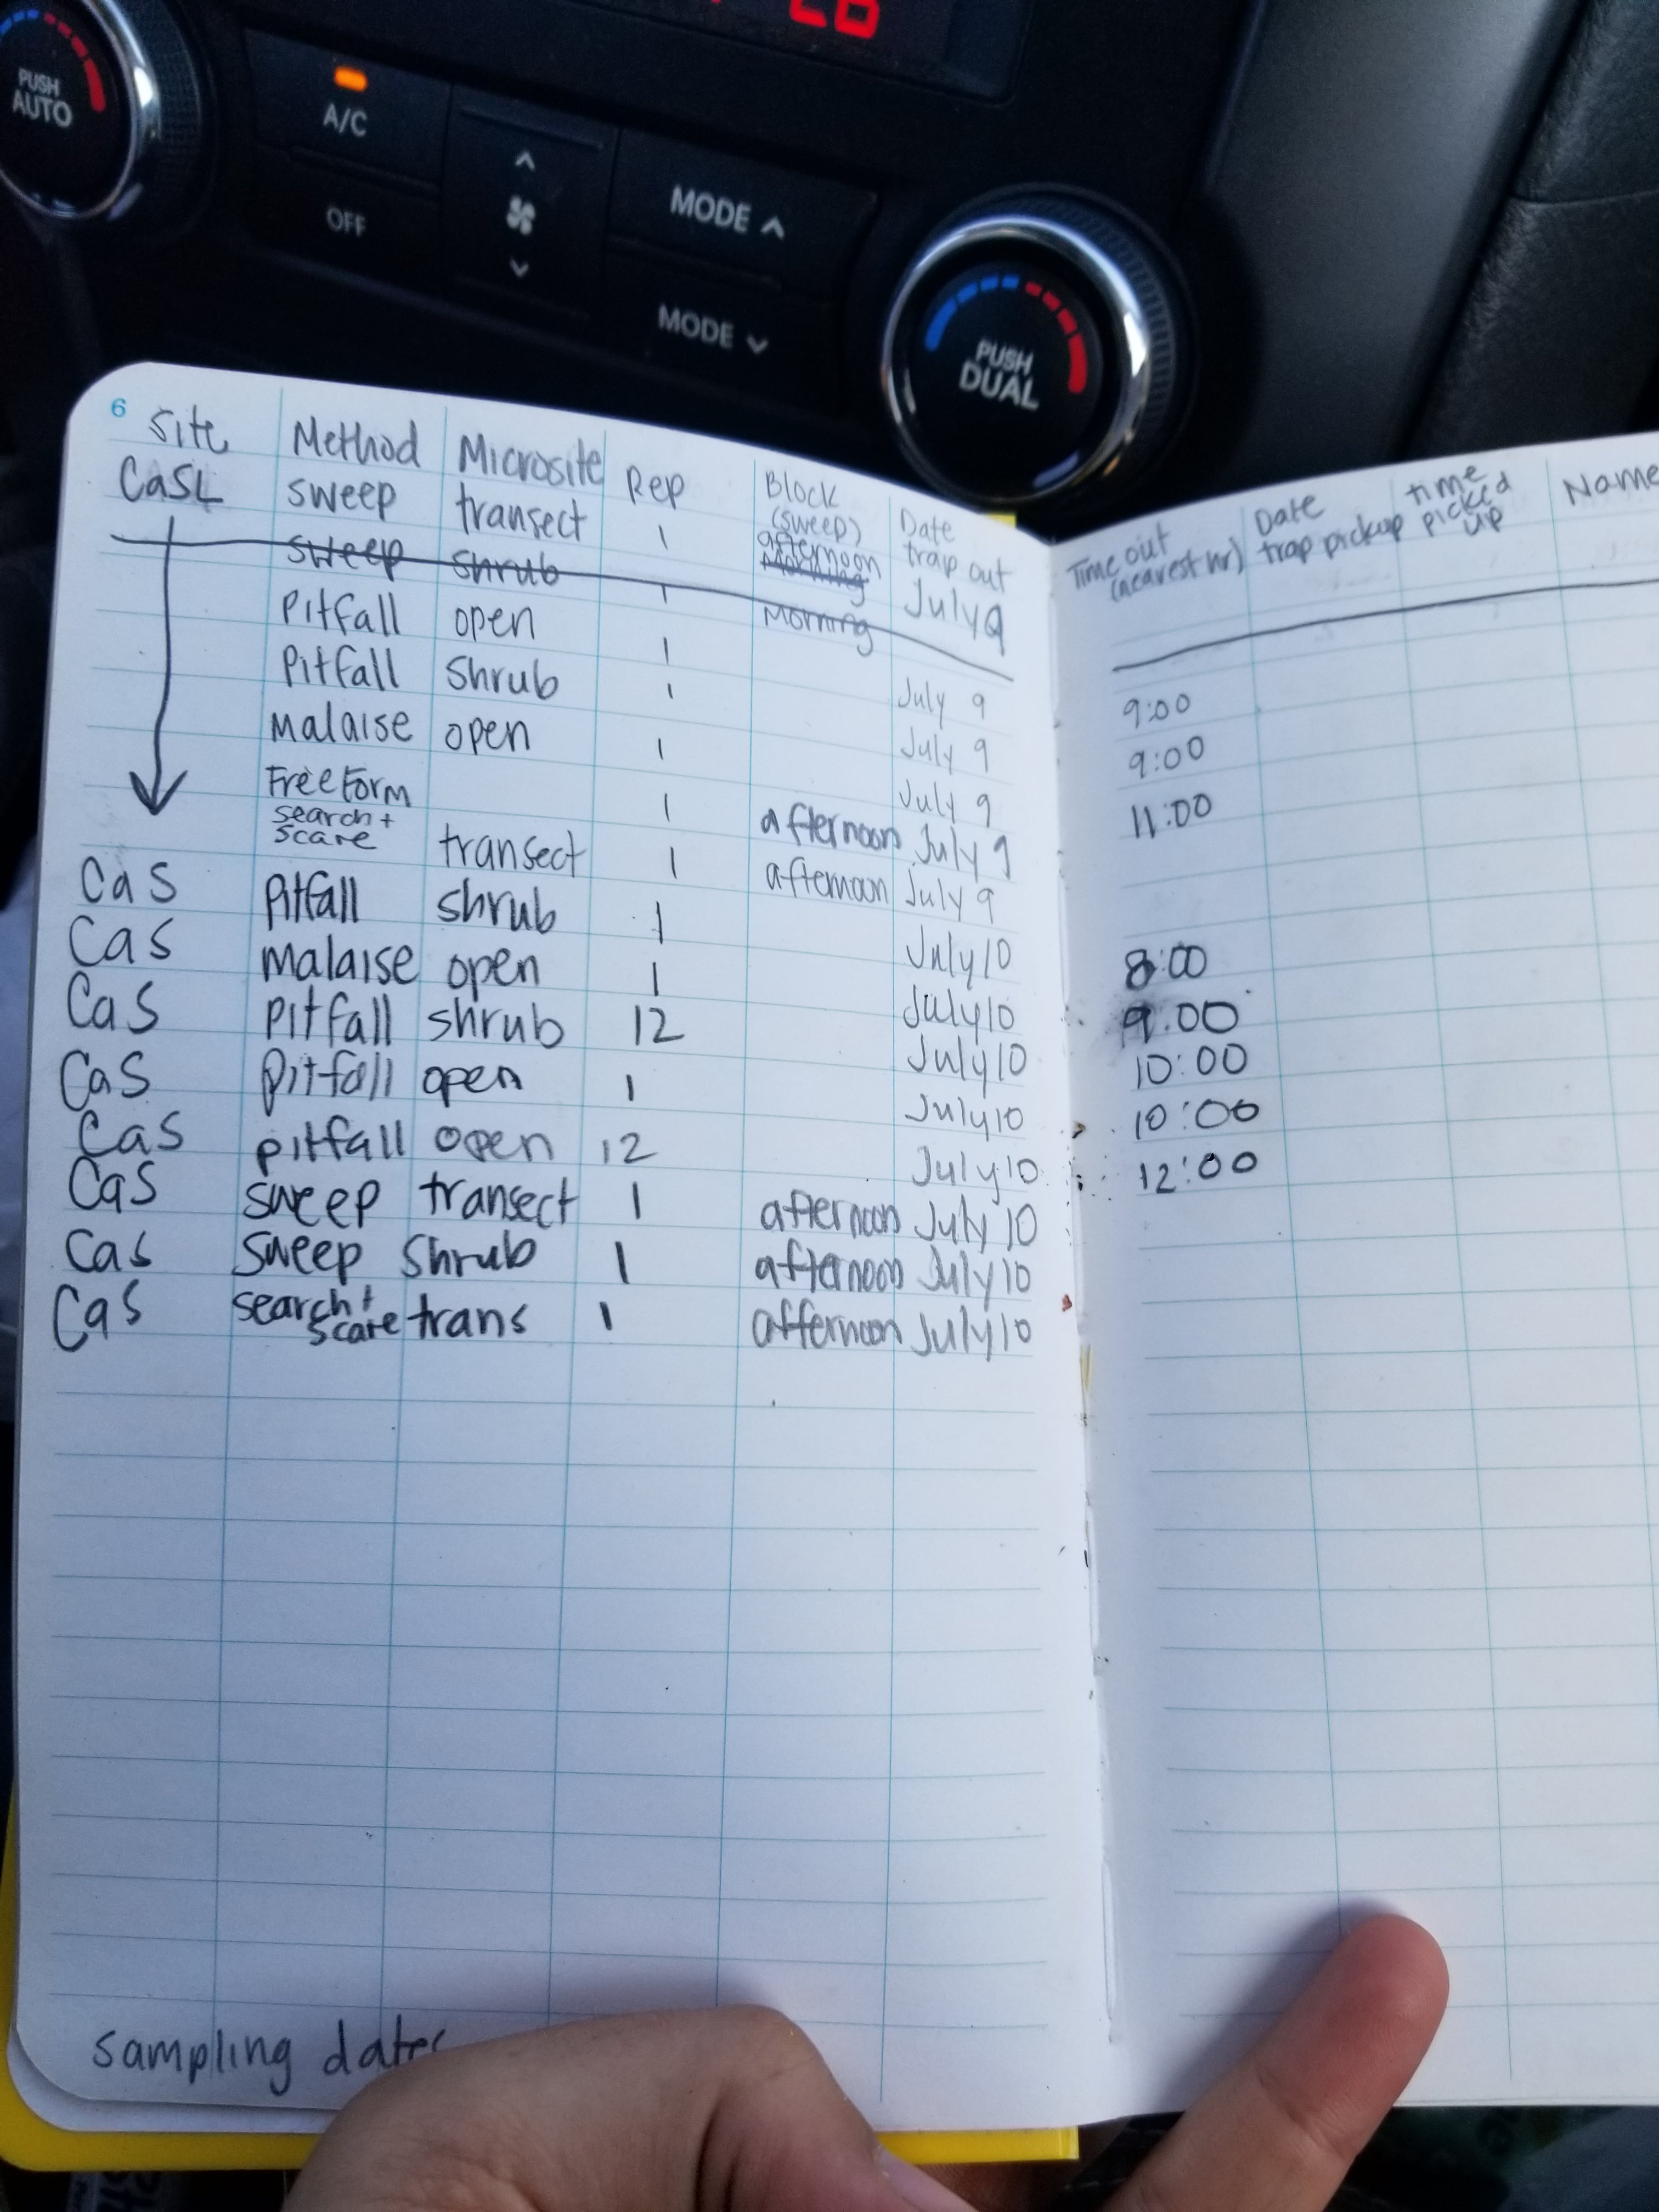 PUSH AUTO
A/C
OFF
MODE
MODE
PUSH DUAL
6
Site Method Microsite Rep Block (sweep) Date trap out Time out (nearest hr) Date trap pickup time picked up Name
CaSL sweep transect 1 afternoon Morning July 9
sweep shrub 1 Morning
Pitfall open 1 July 9 9:00
Pitfall shrub 1 July 9 9:00
Malaise open 1 July 9 11:00
Freeform 1 afternoon July 9
search + scare transect 1 afternoon July 9
CaS Pitfall shrub 1 July 10 8:00
CaS malaise open 1 July 10 9:00
CaS Pitfall shrub 12 July 10 10:00
CaS Pitfall open 1 July 10 10:00
CaS pitfall open 12 July 10 12:00
CaS sweep transect 1 afternoon July 10
CaS sweep shrub 1 afternoon July 10
CaS search + scare trans 1 afternoon July 10
sampling dates